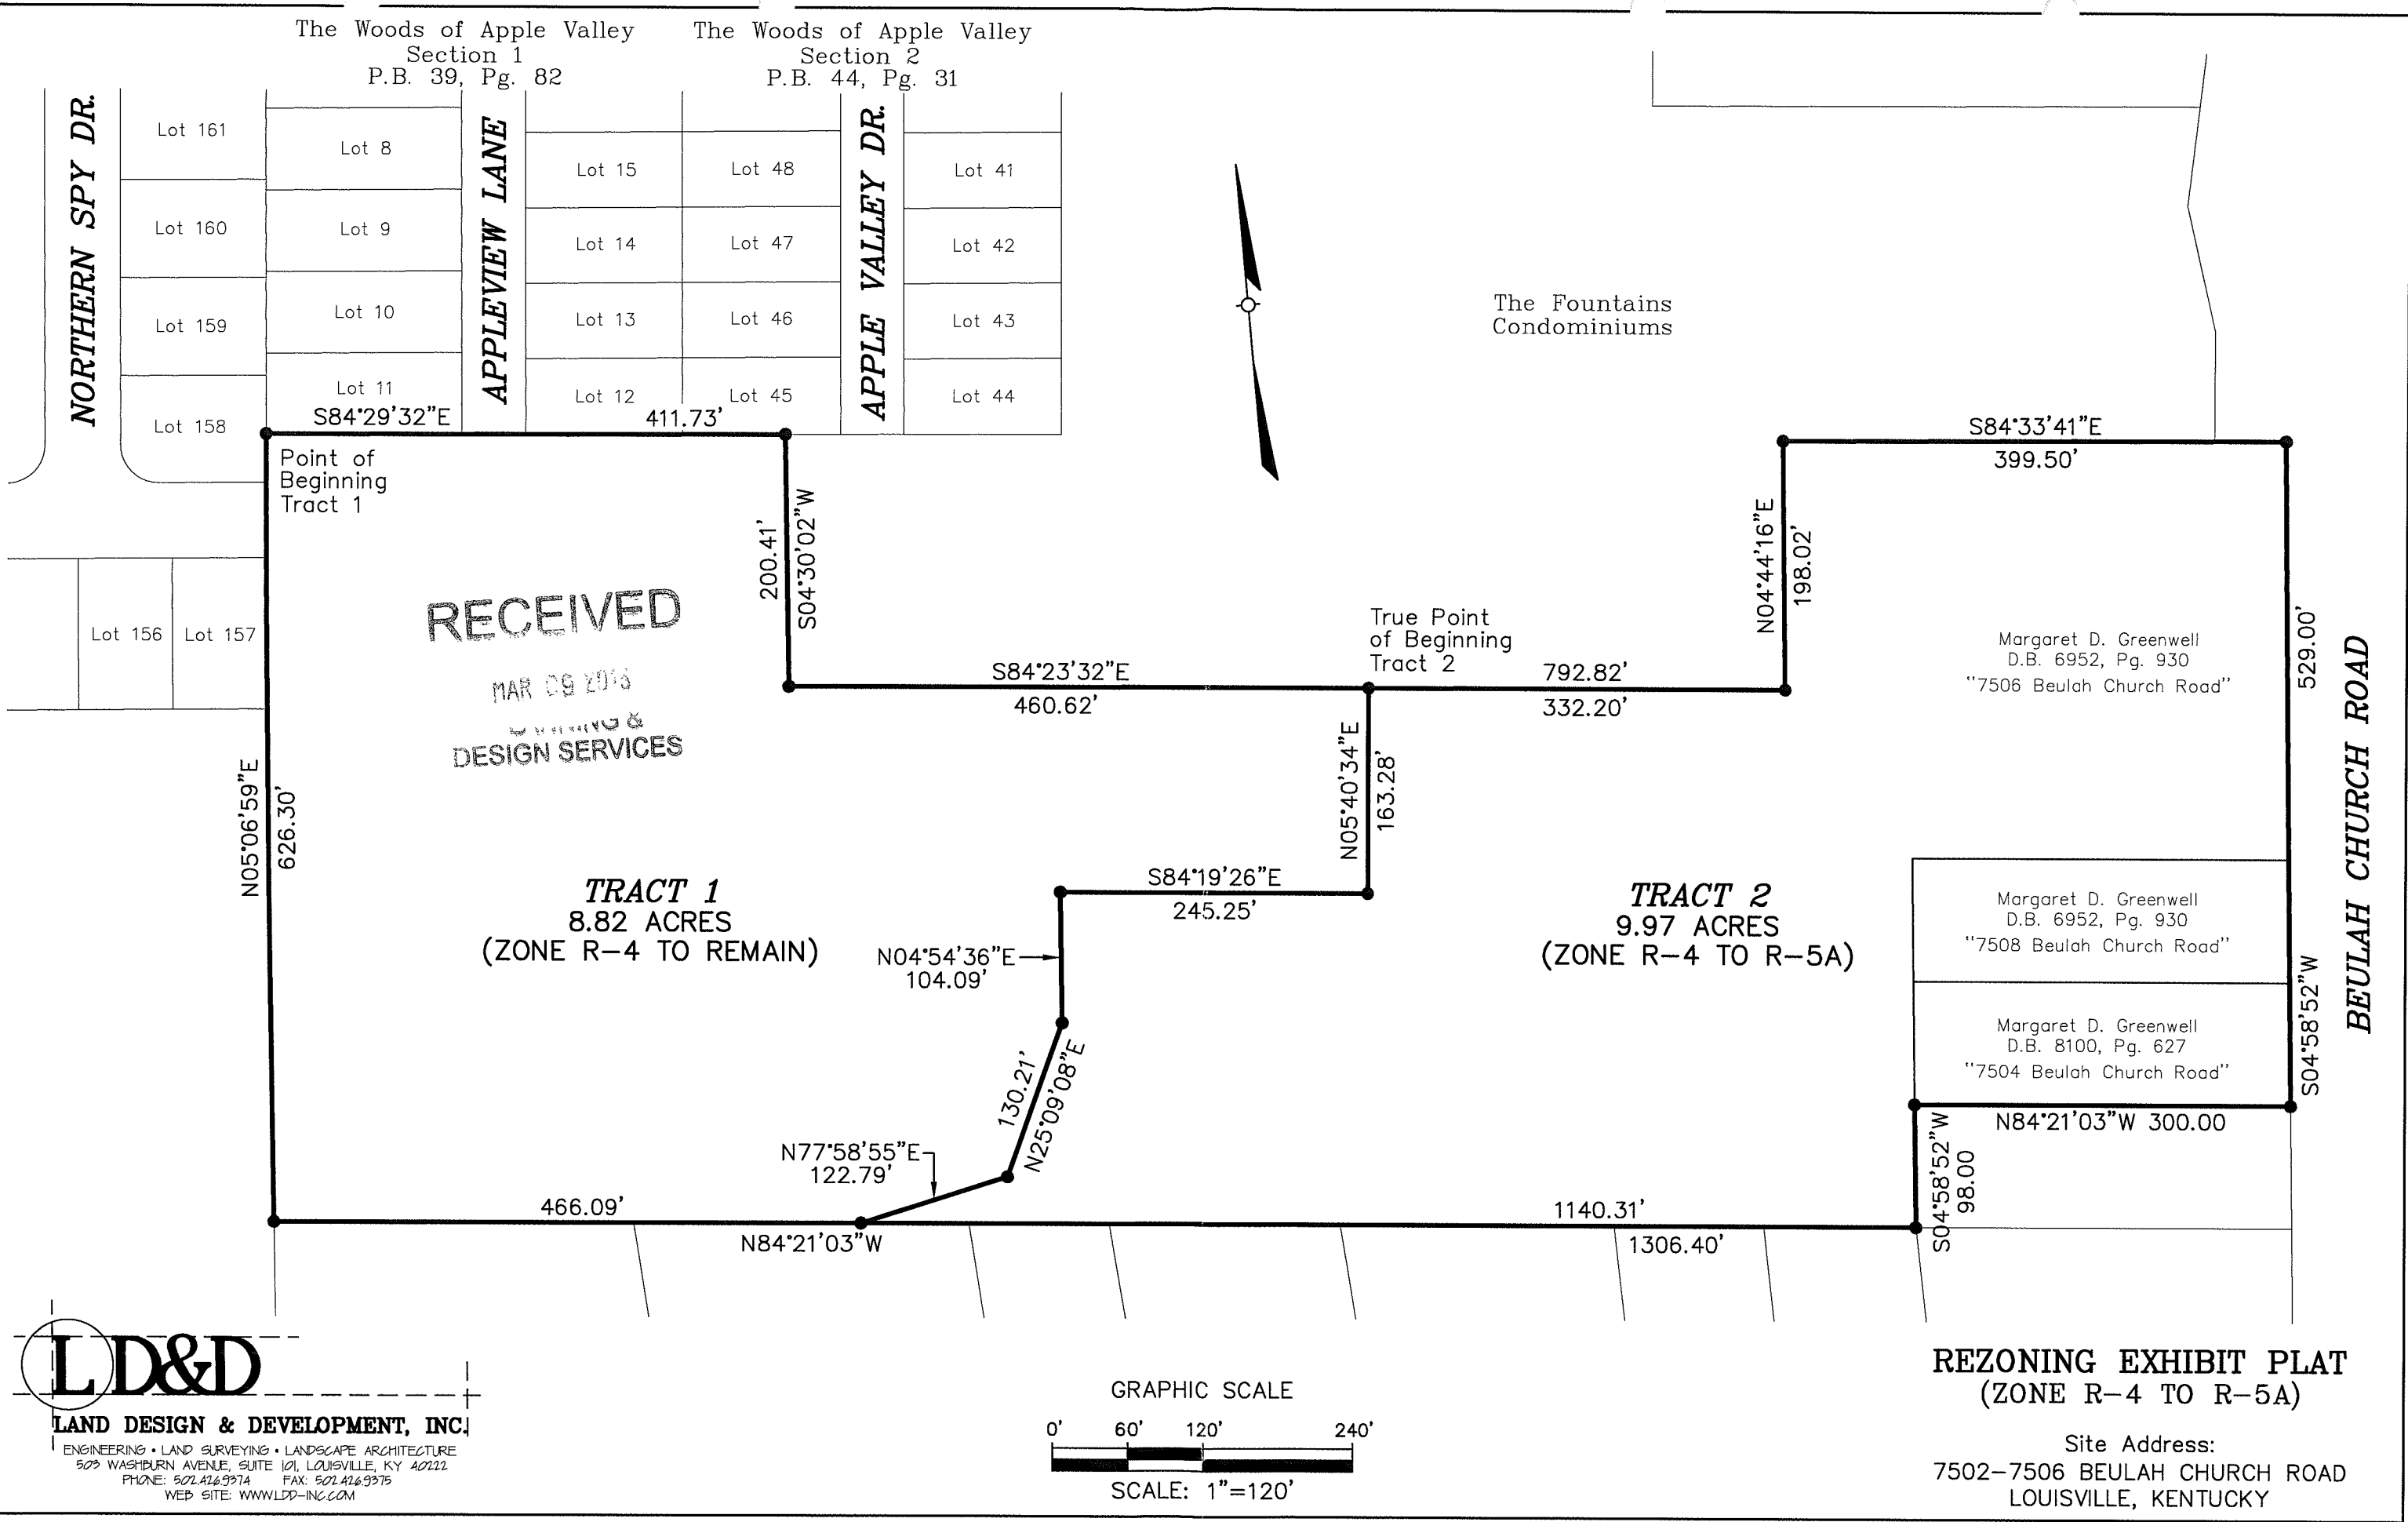 The Woods of Apple Valley
Section 1
P.B. 39, Pg. 82
The Woods of Apple Valley
Section 2
P.B. 44, Pg. 31
NORTHERN SPY DR.
Lot 161
Lot 160
Lot 159
Lot 158
Lot 8
Lot 9
Lot 10
Lot 11
APPLEVIEW LANE
Lot 15
Lot 14
Lot 13
Lot 12
Lot 48
Lot 47
Lot 46
Lot 45
APPLE VALLEY DR.
Lot 41
Lot 42
Lot 43
Lot 44
The Fountains
Condominiums
S84°29'32"E
411.73'
Point of
Beginning
Tract 1
200.41'
S04°30'02"W
S84°33'41"E
399.50'
N04°44'16"E
198.02'
Lot 156
Lot 157
RECEIVED
MAR 09
&
DESIGN SERVICES
True Point
of Beginning
Tract 2
S84°23'32"E
460.62'
792.82'
332.20'
Margaret D. Greenwell
D.B. 6952, Pg. 930
"7506 Beulah Church Road"
529.00'
BEULAH CHURCH ROAD
N05°06'59"E
626.30'
N05°40'34"E
163.28'
TRACT 1
8.82 ACRES
(ZONE R-4 TO REMAIN)
S84°19'26"E
245.25'
TRACT 2
9.97 ACRES
(ZONE R-4 TO R-5A)
Margaret D. Greenwell
D.B. 6952, Pg. 930
"7508 Beulah Church Road"
N04°54'36"E
104.09'
S04°58'52"W
Margaret D. Greenwell
D.B. 8100, Pg. 627
"7504 Beulah Church Road"
130.21'
N25°09'08"E
N84°21'03"W 300.00
N77°58'55"E
122.79'
S04°58'52"W
98.00
466.09'
N84°21'03"W
1140.31'
1306.40'
LD&D
LAND DESIGN & DEVELOPMENT, INC.
ENGINEERING • LAND SURVEYING • LANDSCAPE ARCHITECTURE
503 WASHBURN AVENUE, SUITE 101, LOUISVILLE, KY 40222
PHONE: 502.426.9374 FAX: 502.426.9375
WEB SITE: WWW.LDD-INC.COM
GRAPHIC SCALE
0' 60' 120' 240'
SCALE: 1"=120'
REZONING EXHIBIT PLAT
(ZONE R-4 TO R-5A)
Site Address:
7502-7506 BEULAH CHURCH ROAD
LOUISVILLE, KENTUCKY